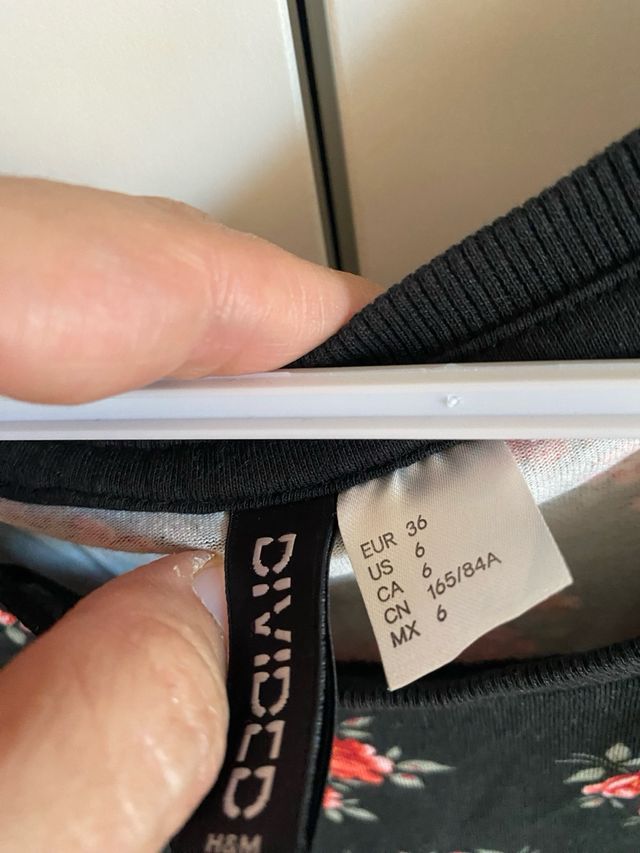 DIVIDED
H&M
EUR 36
US 6
CA 6
CN 165/84A
MX 6